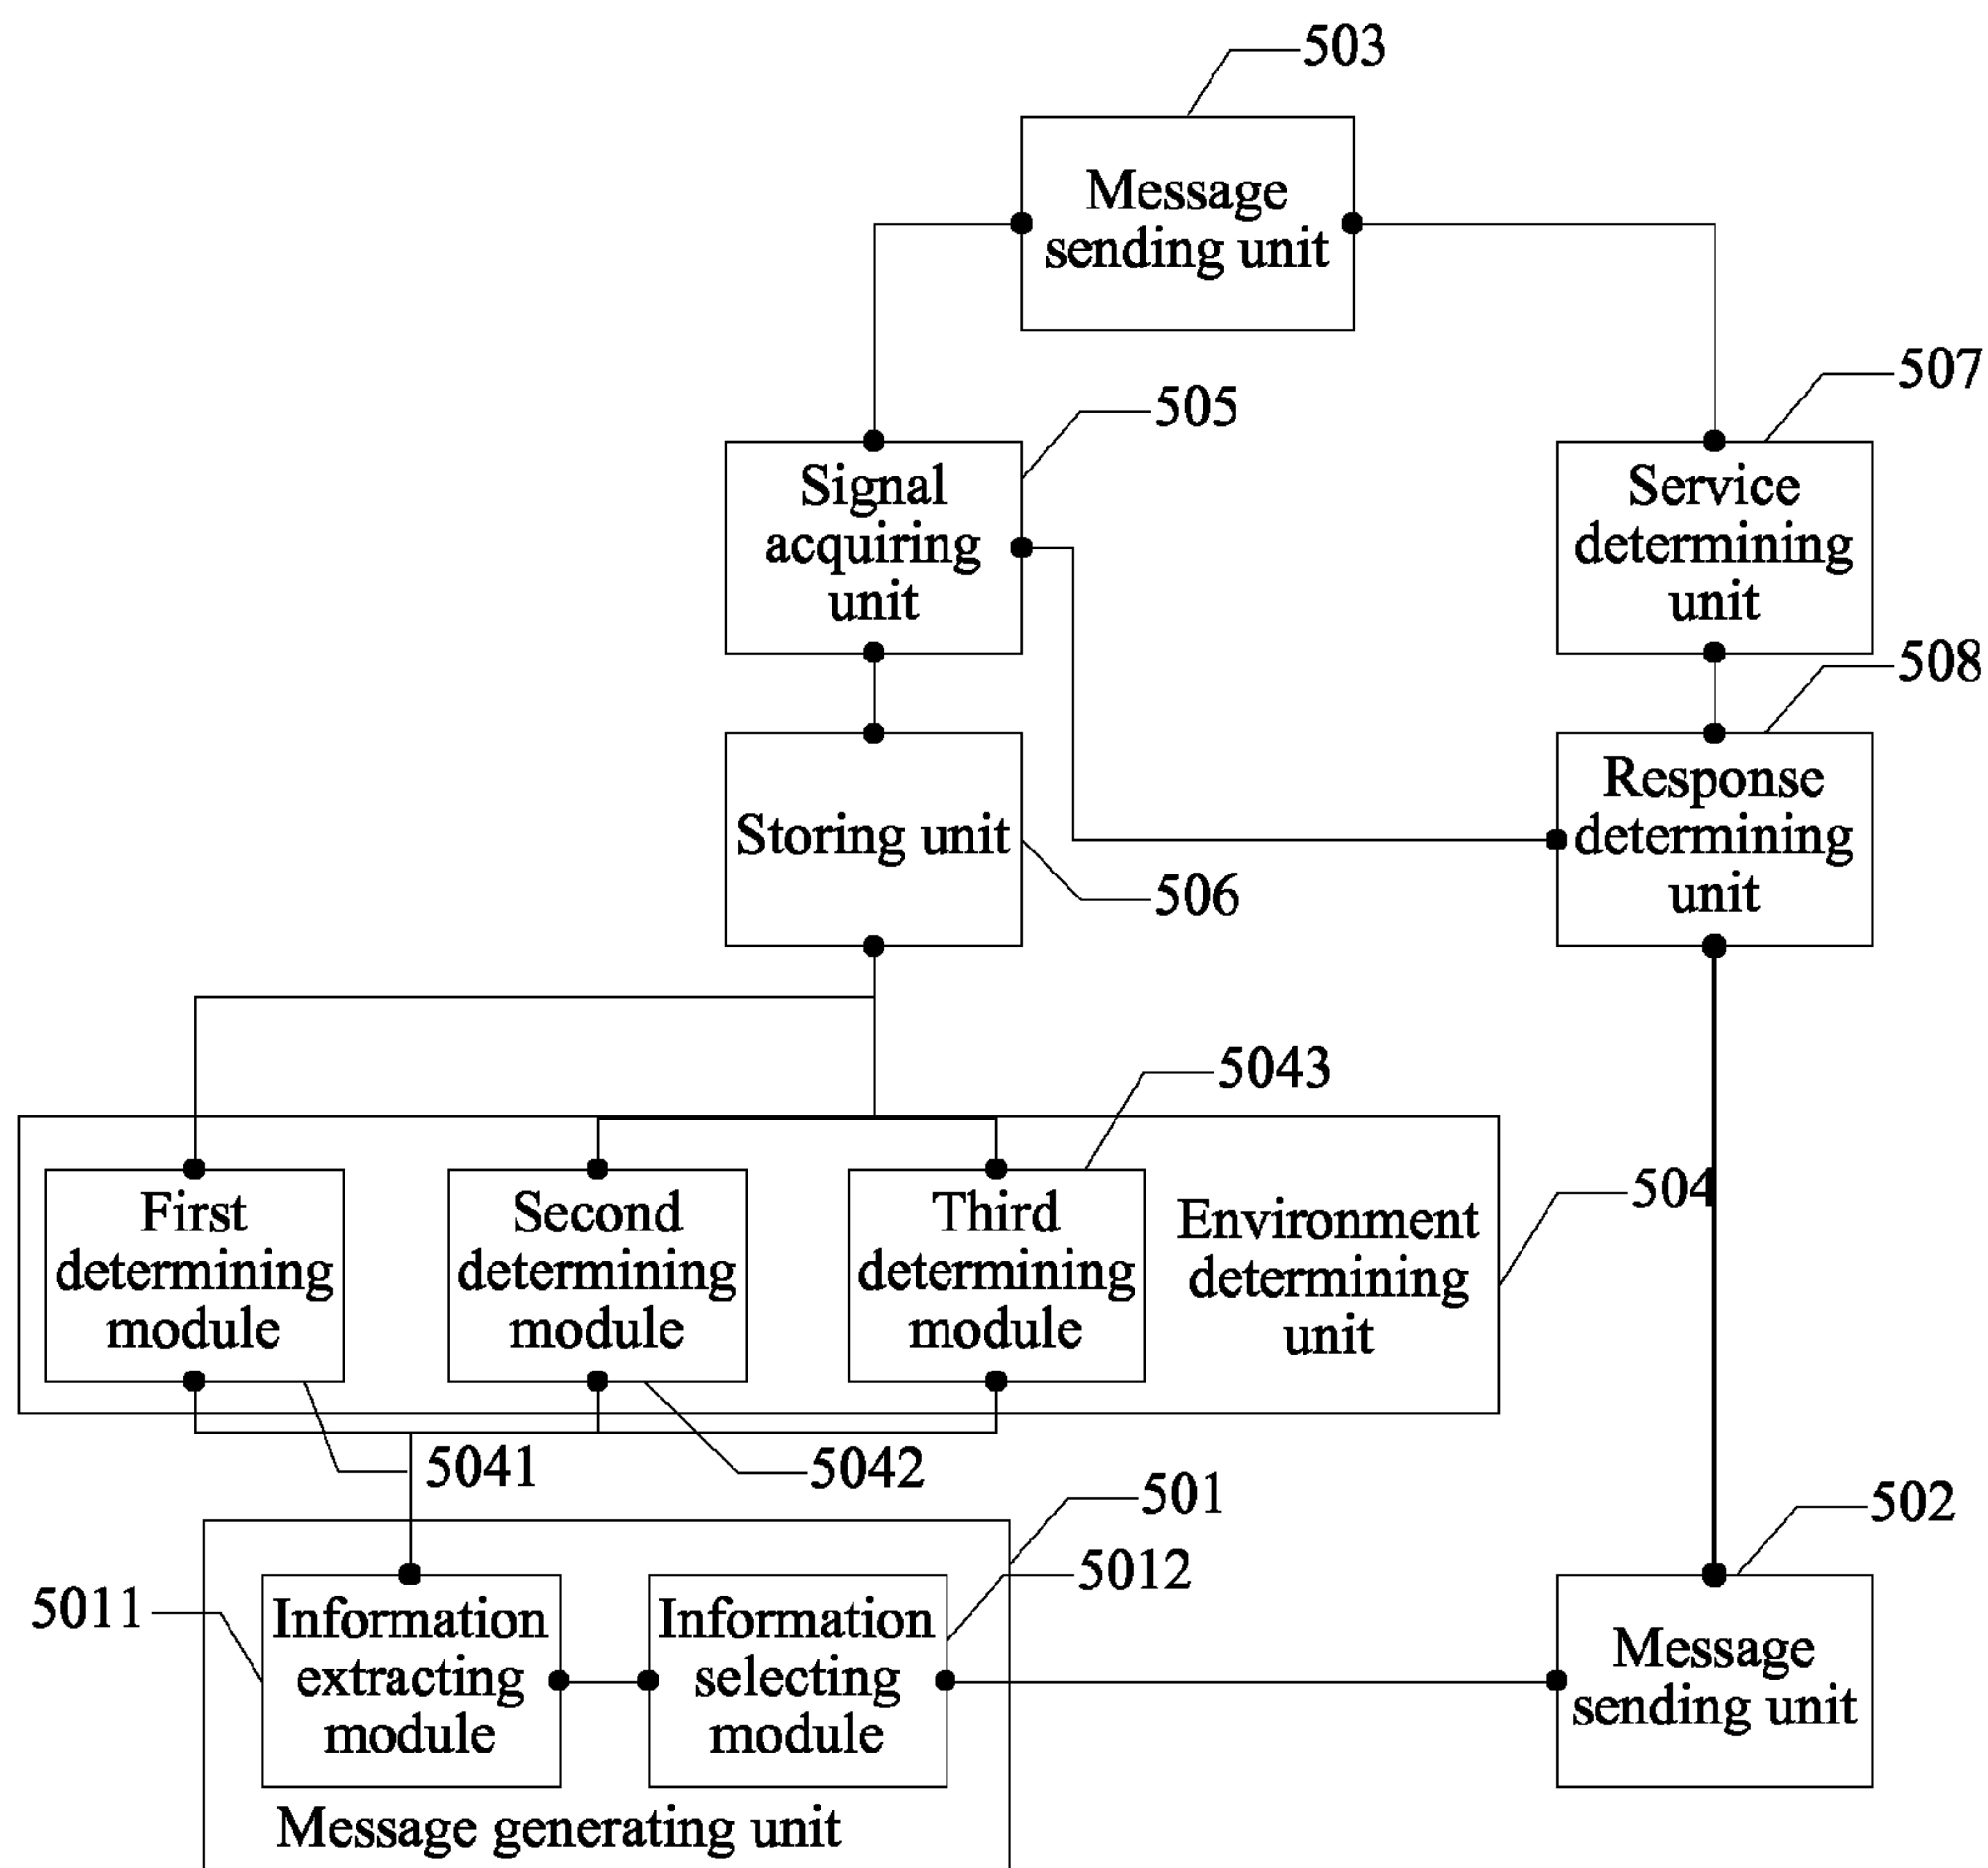 503
Message
sending unit
507
505
Signal
acquiring
unit
Service
determining
unit
508
Storing unit
506
Response
determining
unit
5043
First
determining
module
Second
determining
module
Third
determining
module
Environment
determining
unit
504
5041
5042
501
502
5012
5011
Information
extracting
module
Information
selecting
module
Message
sending unit
Message generating unit